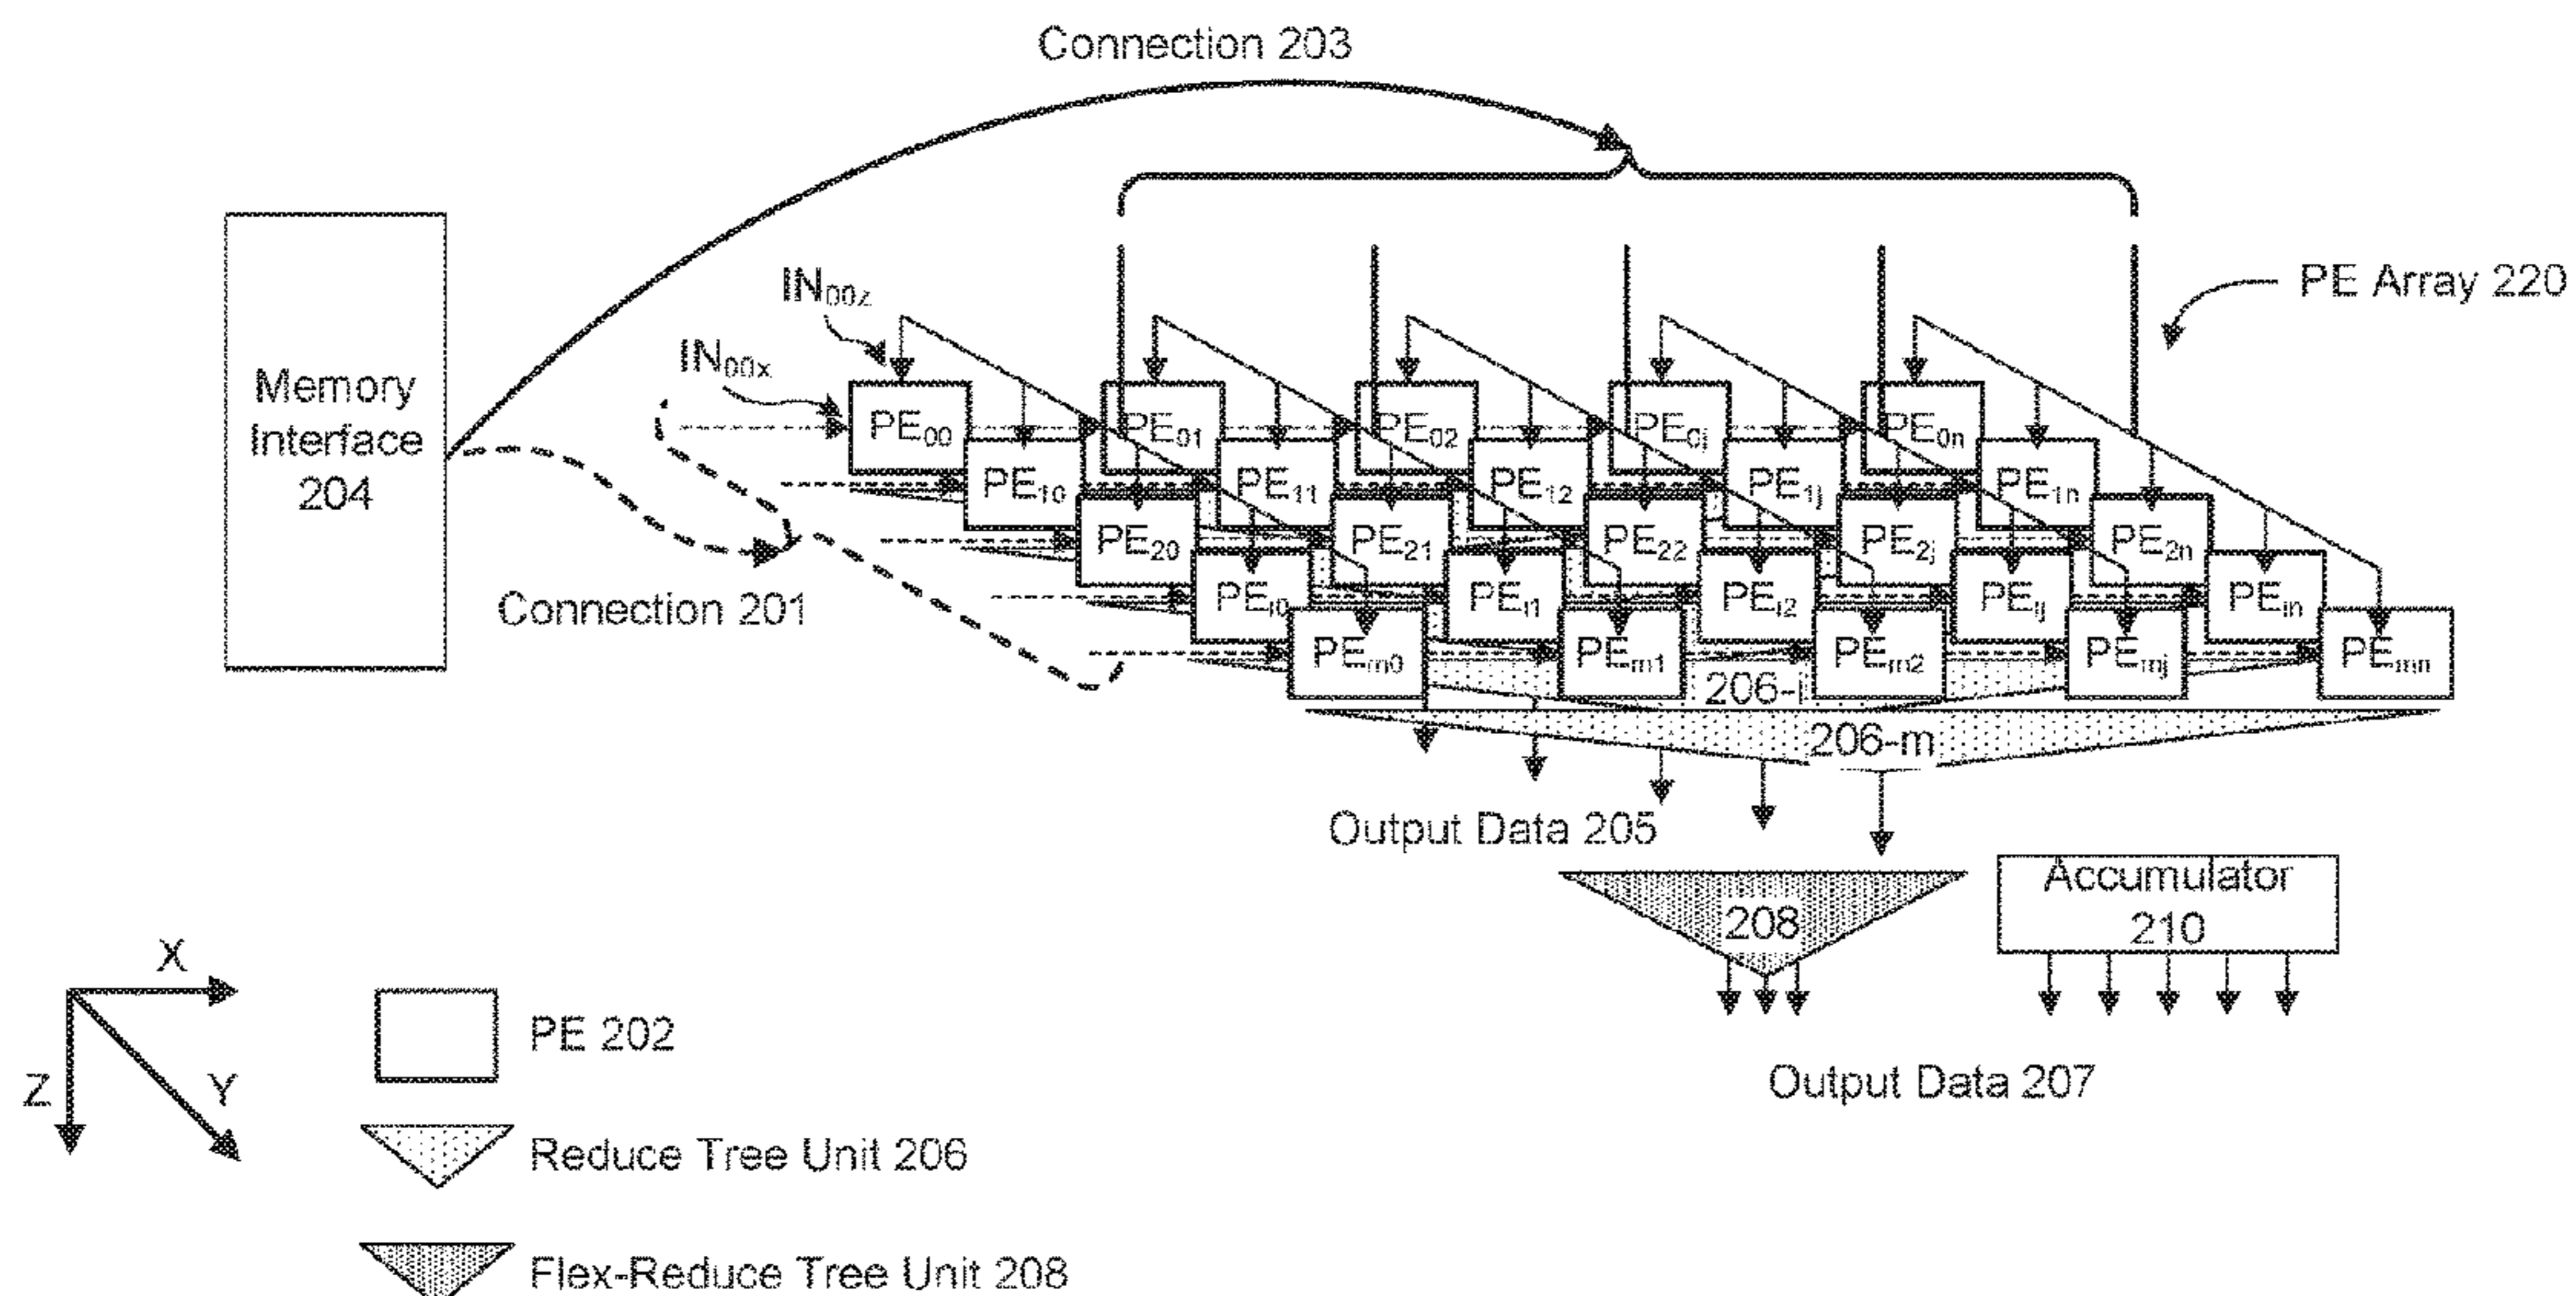 Connection 203
IN00z
PE Array 220
IN00x
Memory
Interface
204
PE00 PE01 PE02 PE0j PE0n
PE10 PE11 PE12 PE1j PE1n
PE20 PE21 PE22 PE2j PE2n
Connection 201
PEi0 PEi1 PEi2 PEij PEin
PEm0 PEm1 PEm2 PEmj PEmn
206-i
206-m
Output Data 205
Accumulator
210
208
X
Z
Y
PE 202
Output Data 207
Reduce Tree Unit 206
Flex-Reduce Tree Unit 208